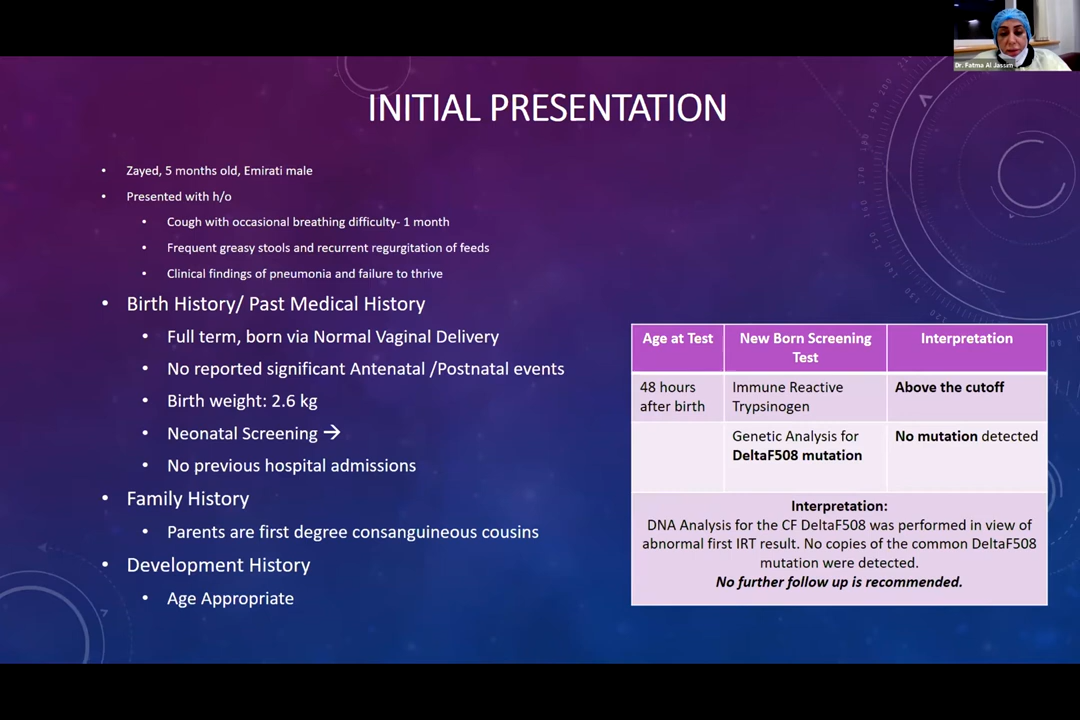 Dr. Fatma Al Jassim
INITIAL PRESENTATION
• Zayed, 5 months old, Emirati male
• Presented with h/o
• Cough with occasional breathing difficulty- 1 month
• Frequent greasy stools and recurrent regurgitation of feeds
• Clinical findings of pneumonia and failure to thrive
• Birth History/ Past Medical History
• Full term, born via Normal Vaginal Delivery
• No reported significant Antenatal /Postnatal events
• Birth weight: 2.6 kg
• Neonatal Screening →
• No previous hospital admissions
• Family History
• Parents are first degree consanguineous cousins
• Development History
• Age Appropriate
Age at Test
New Born Screening
Test
Interpretation
48 hours
after birth
Immune Reactive
Trypsinogen
Above the cutoff
Genetic Analysis for
DeltaF508 mutation
No mutation detected
Interpretation:
DNA Analysis for the CF DeltaF508 was performed in view of
abnormal first IRT result. No copies of the common DeltaF508
mutation were detected.
No further follow up is recommended.